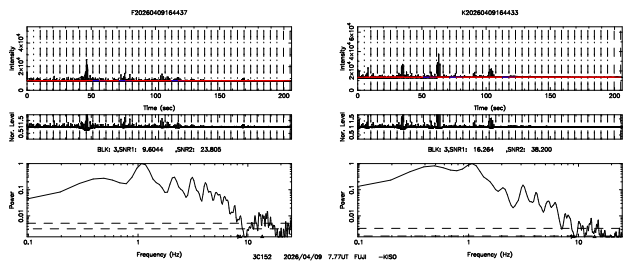 F20260409164437
K20260409164433
Intensity
2×10⁴
4×10⁴
0
50
100
150
200
Time (sec)
Intensity
2×10⁴
4×10⁴
6×10⁴
0
50
100
150
200
Time (sec)
Nor. Level
0.5
1
1.5
Nor. Level
0.5
1
1.5
BLK: 3,SNR1: 9.6044 ,SNR2: 23.805
BLK: 3,SNR1: 16.264 ,SNR2: 38.200
Power
1
0.1
0.01
0.1
1
10
Frequency (Hz)
Power
1
0.1
0.01
0.1
1
10
Frequency (Hz)
3C152 2026/04/09 7.77UT FUJI -KISO